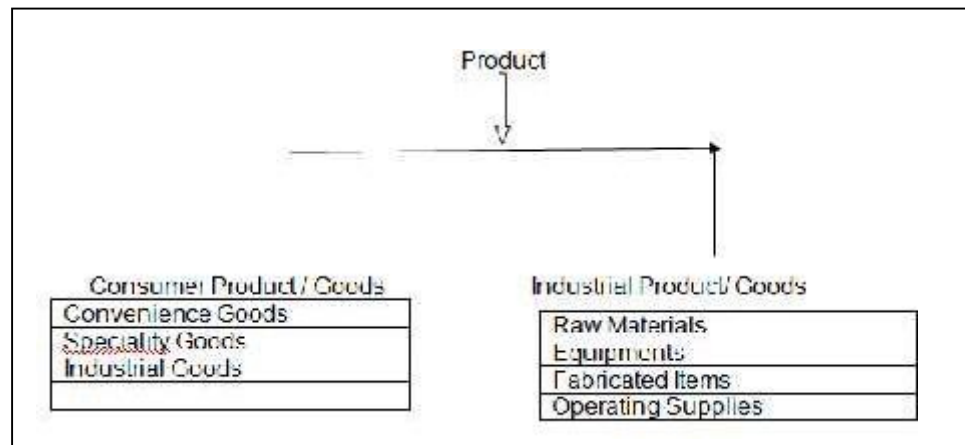 Product
Consumer Product / Goods
Convenience Goods
Speciality Goods
Industrial Goods
Industrial Product/ Goods
Raw Materials
Equipments
Fabricated Items
Operating Supplies